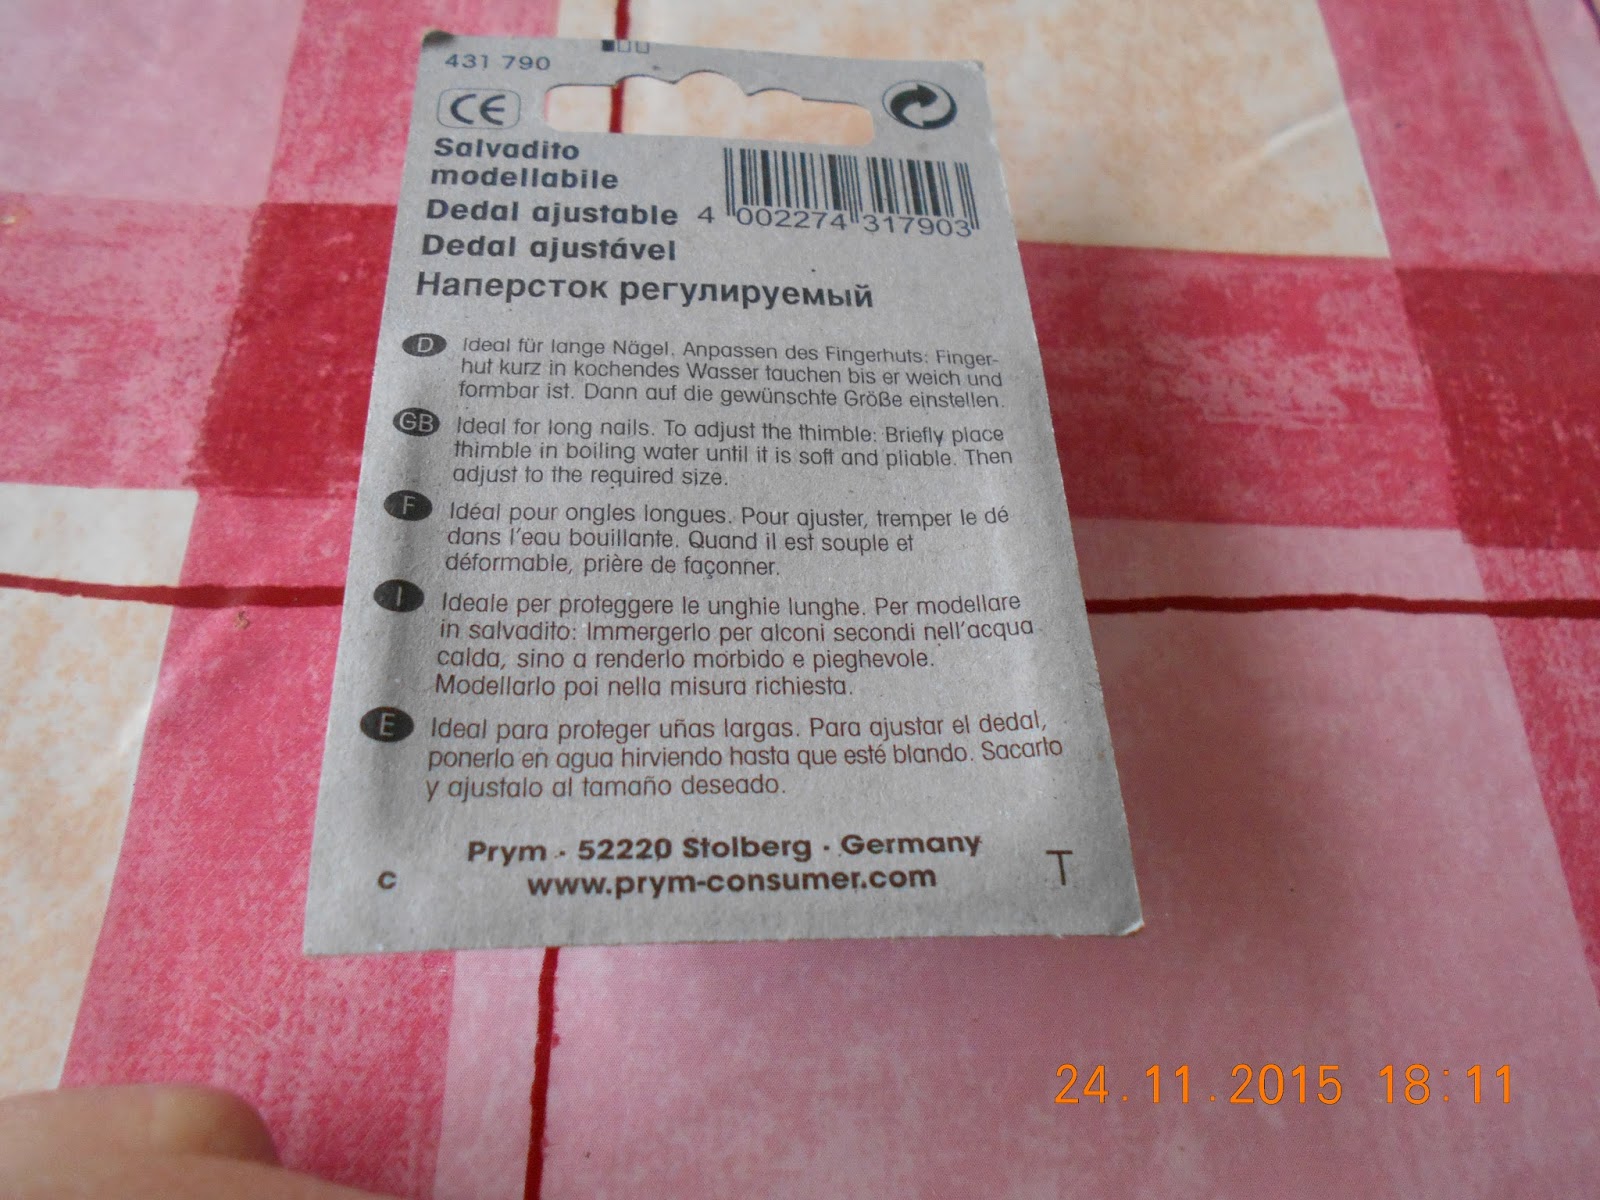 431 790
CE
Salvadito
modellabile
Dedal ajustable
Dedal ajustável
Наперсток регулируемый
4 002274 317903
D Ideal für lange Nägel. Anpassen des Fingerhuts: Finger-
hut kurz in kochendes Wasser tauchen bis er weich und
formbar ist. Dann auf die gewünschte Größe einstellen.
GB Ideal for long nails. To adjust the thimble: Briefly place
thimble in boiling water until it is soft and pliable. Then
adjust to the required size.
F Idéal pour ongles longues. Pour ajuster, tremper le dé
dans l'eau bouillante. Quand il est souple et
déformable, prière de façonner.
I Ideale per proteggere le unghie lunghe. Per modellare
in salvadito: Immergerlo per alconi secondi nell'acqua
calda, sino a renderlo morbido e pieghevole.
Modellarlo poi nella misura richiesta.
E Ideal para proteger uñas largas. Para ajustar el dedal,
ponerlo en agua hirviendo hasta que esté blando. Sacarlo
y ajustalo al tamaño deseado.
Prym · 52220 Stolberg · Germany
www.prym-consumer.com
C
T
24.11.2015 18:11